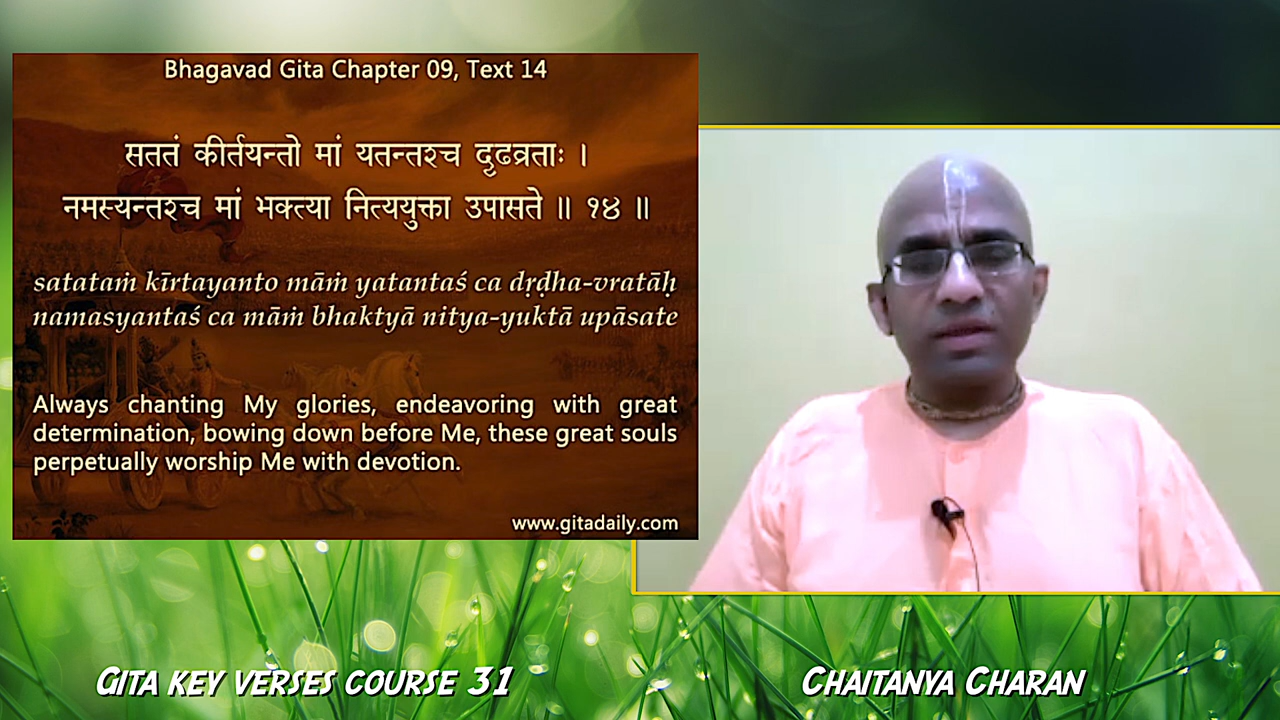 Bhagavad Gita Chapter 09, Text 14
सततं कीर्तयन्तो मां यतन्तश्च दृढव्रताः ।
नमस्यन्तश्च मां भक्त्या नित्ययुक्ता उपासते ॥ १४ ॥
satataṁ kīrtayanto māṁ yatantaś ca dṛḍha-vratāḥ
namasyantaś ca māṁ bhaktyā nitya-yuktā upāsate
Always chanting My glories, endeavoring with great
determination, bowing down before Me, these great souls
perpetually worship Me with devotion.
www.gitadaily.com
GITA KEY VERSES COURSE 31
CHAITANYA CHARAN